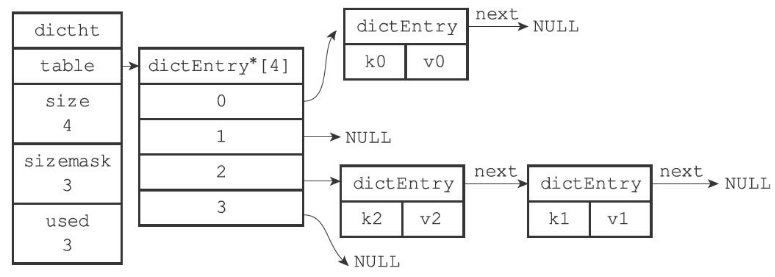 dictht
table
size
4
sizemask
3
used
3
dictEntry*[4]
0
1
2
3
dictEntry
k0 v0
next
NULL
NULL
dictEntry
k2 v2
next
dictEntry
k1 v1
next
NULL
NULL